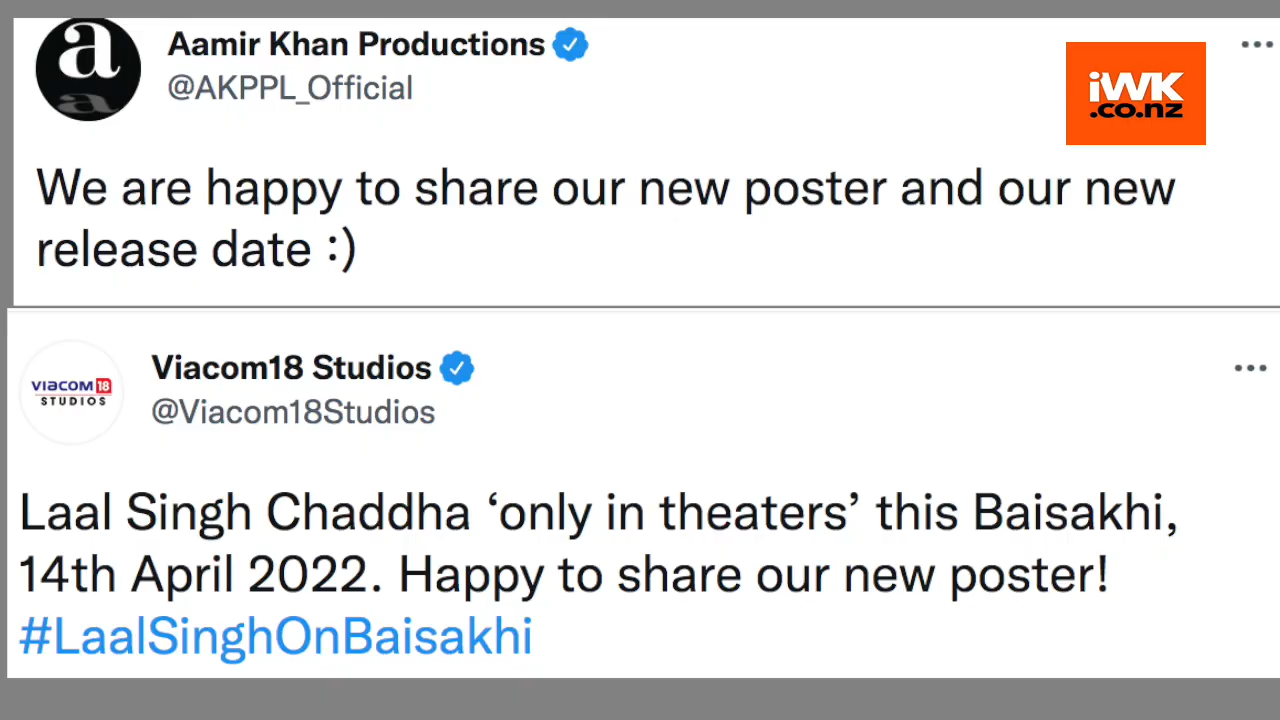 a
Aamir Khan Productions
@AKPPL_Official
iWK
.co.nz
We are happy to share our new poster and our new
release date :)
VIACOM 18
STUDIOS
Viacom18 Studios
@Viacom18Studios
Laal Singh Chaddha ‘only in theaters’ this Baisakhi,
14th April 2022. Happy to share our new poster!
#LaalSinghOnBaisakhi